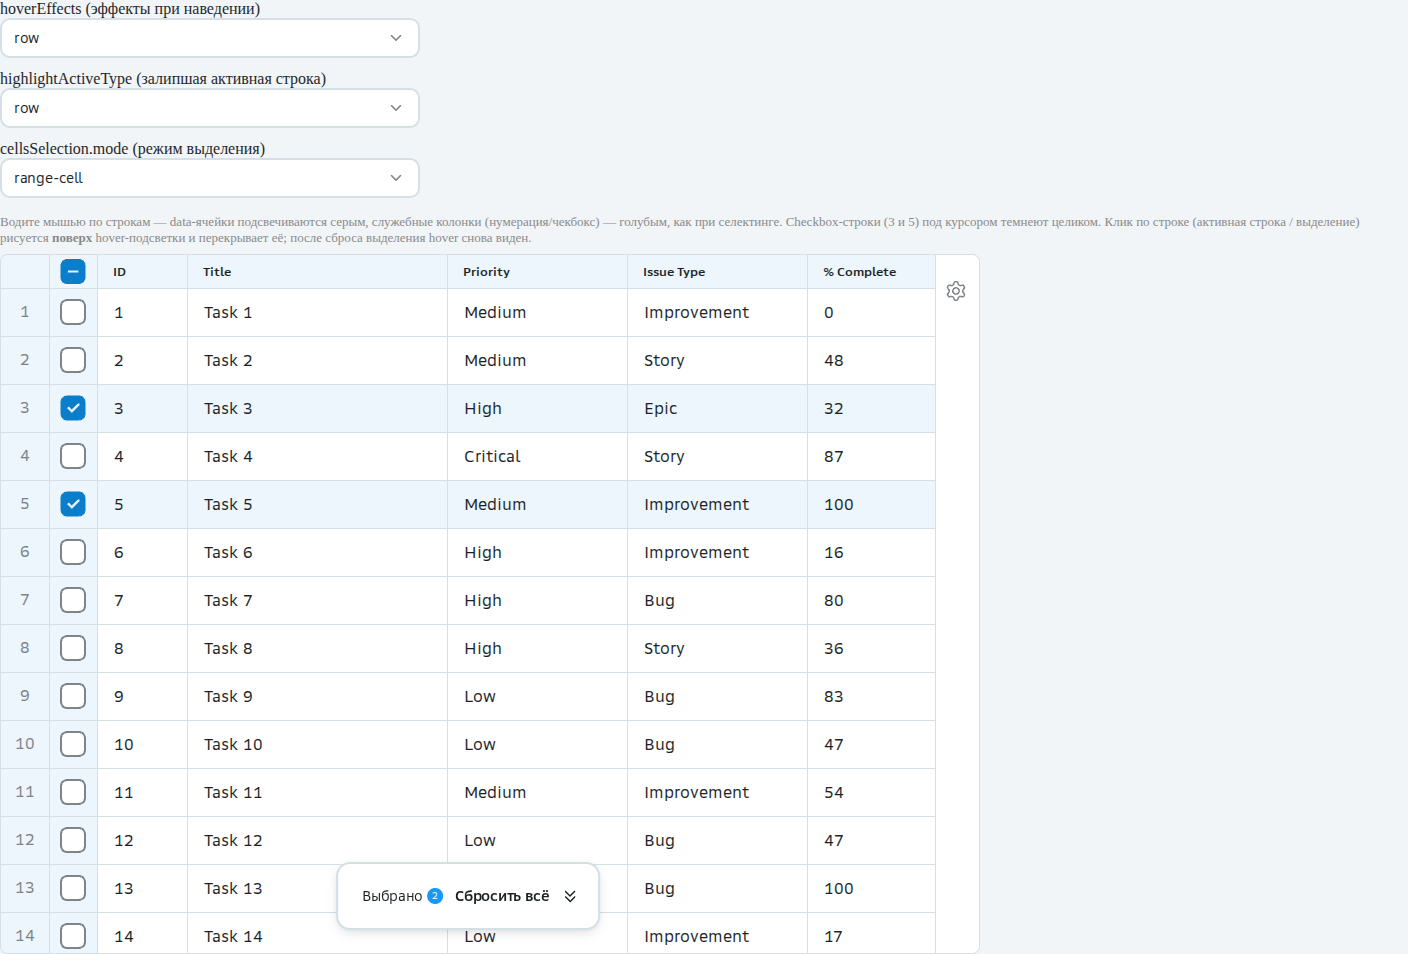 hoverEffects (эффекты при наведении)
row
highlightActiveType (залипшая активная строка)
row
cellsSelection.mode (режим выделения)
range-cell
Водите мышью по строкам — data-ячейки подсвечиваются серым, служебные колонки (нумерация/чекбокс) — голубым, как при селектинге. Checkbox-строки (3 и 5) под курсором темнеют целиком. Клик по строке (активная строка / выделение)
рисуется поверх hover-подсветки и перекрывает её; после сброса выделения hover снова виден.
ID Title Priority Issue Type % Complete
1 1 Task 1 Medium Improvement 0
2 2 Task 2 Medium Story 48
3 3 Task 3 High Epic 32
4 4 Task 4 Critical Story 87
5 5 Task 5 Medium Improvement 100
6 6 Task 6 High Improvement 16
7 7 Task 7 High Bug 80
8 8 Task 8 High Story 36
9 9 Task 9 Low Bug 83
10 10 Task 10 Low Bug 47
11 11 Task 11 Medium Improvement 54
12 12 Task 12 Low Bug 47
13 13 Task 13 Bug 100
Выбрано 2 Сбросить всё
14 14 Task 14 Low Improvement 17